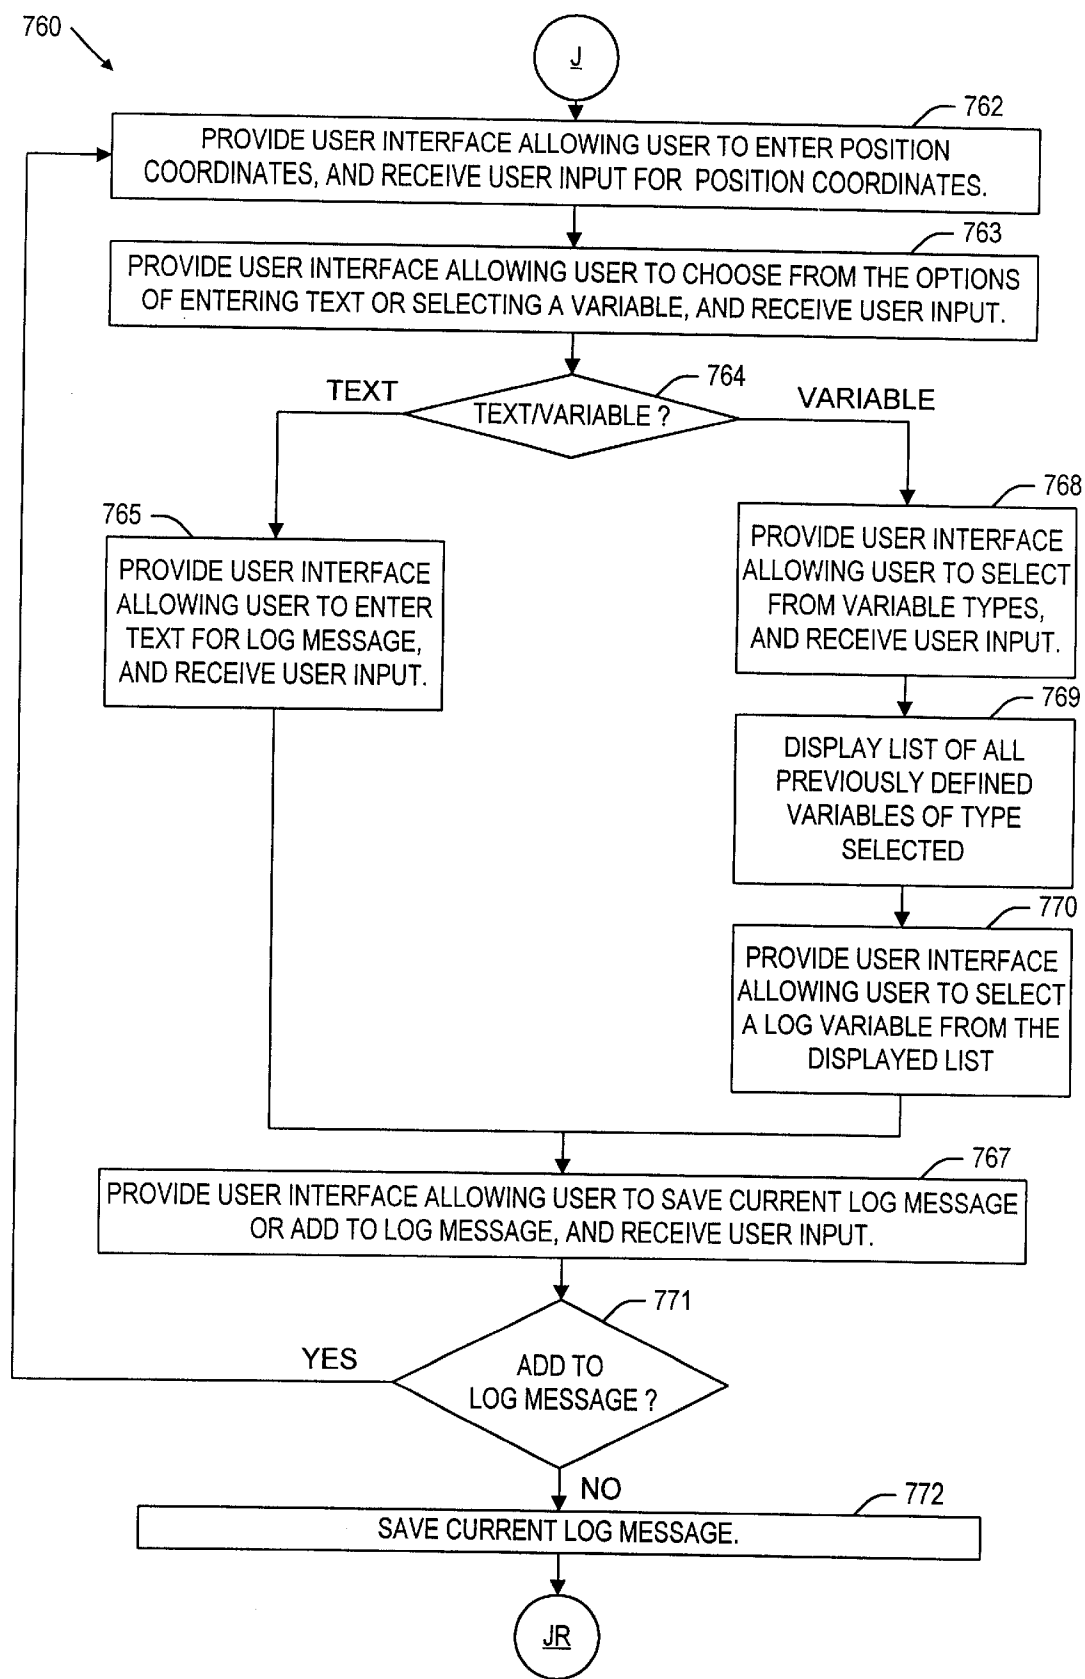 760
J
762
PROVIDE USER INTERFACE ALLOWING USER TO ENTER POSITION
COORDINATES, AND RECEIVE USER INPUT FOR POSITION COORDINATES.
763
PROVIDE USER INTERFACE ALLOWING USER TO CHOOSE FROM THE OPTIONS
OF ENTERING TEXT OR SELECTING A VARIABLE, AND RECEIVE USER INPUT.
764
TEXT
TEXT/VARIABLE ?
VARIABLE
765
PROVIDE USER INTERFACE
ALLOWING USER TO ENTER
TEXT FOR LOG MESSAGE,
AND RECEIVE USER INPUT.
768
PROVIDE USER INTERFACE
ALLOWING USER TO SELECT
FROM VARIABLE TYPES,
AND RECEIVE USER INPUT.
769
DISPLAY LIST OF ALL
PREVIOUSLY DEFINED
VARIABLES OF TYPE
SELECTED
770
PROVIDE USER INTERFACE
ALLOWING USER TO SELECT
A LOG VARIABLE FROM THE
DISPLAYED LIST
767
PROVIDE USER INTERFACE ALLOWING USER TO SAVE CURRENT LOG MESSAGE
OR ADD TO LOG MESSAGE, AND RECEIVE USER INPUT.
771
YES
ADD TO
LOG MESSAGE ?
NO
772
SAVE CURRENT LOG MESSAGE.
JR